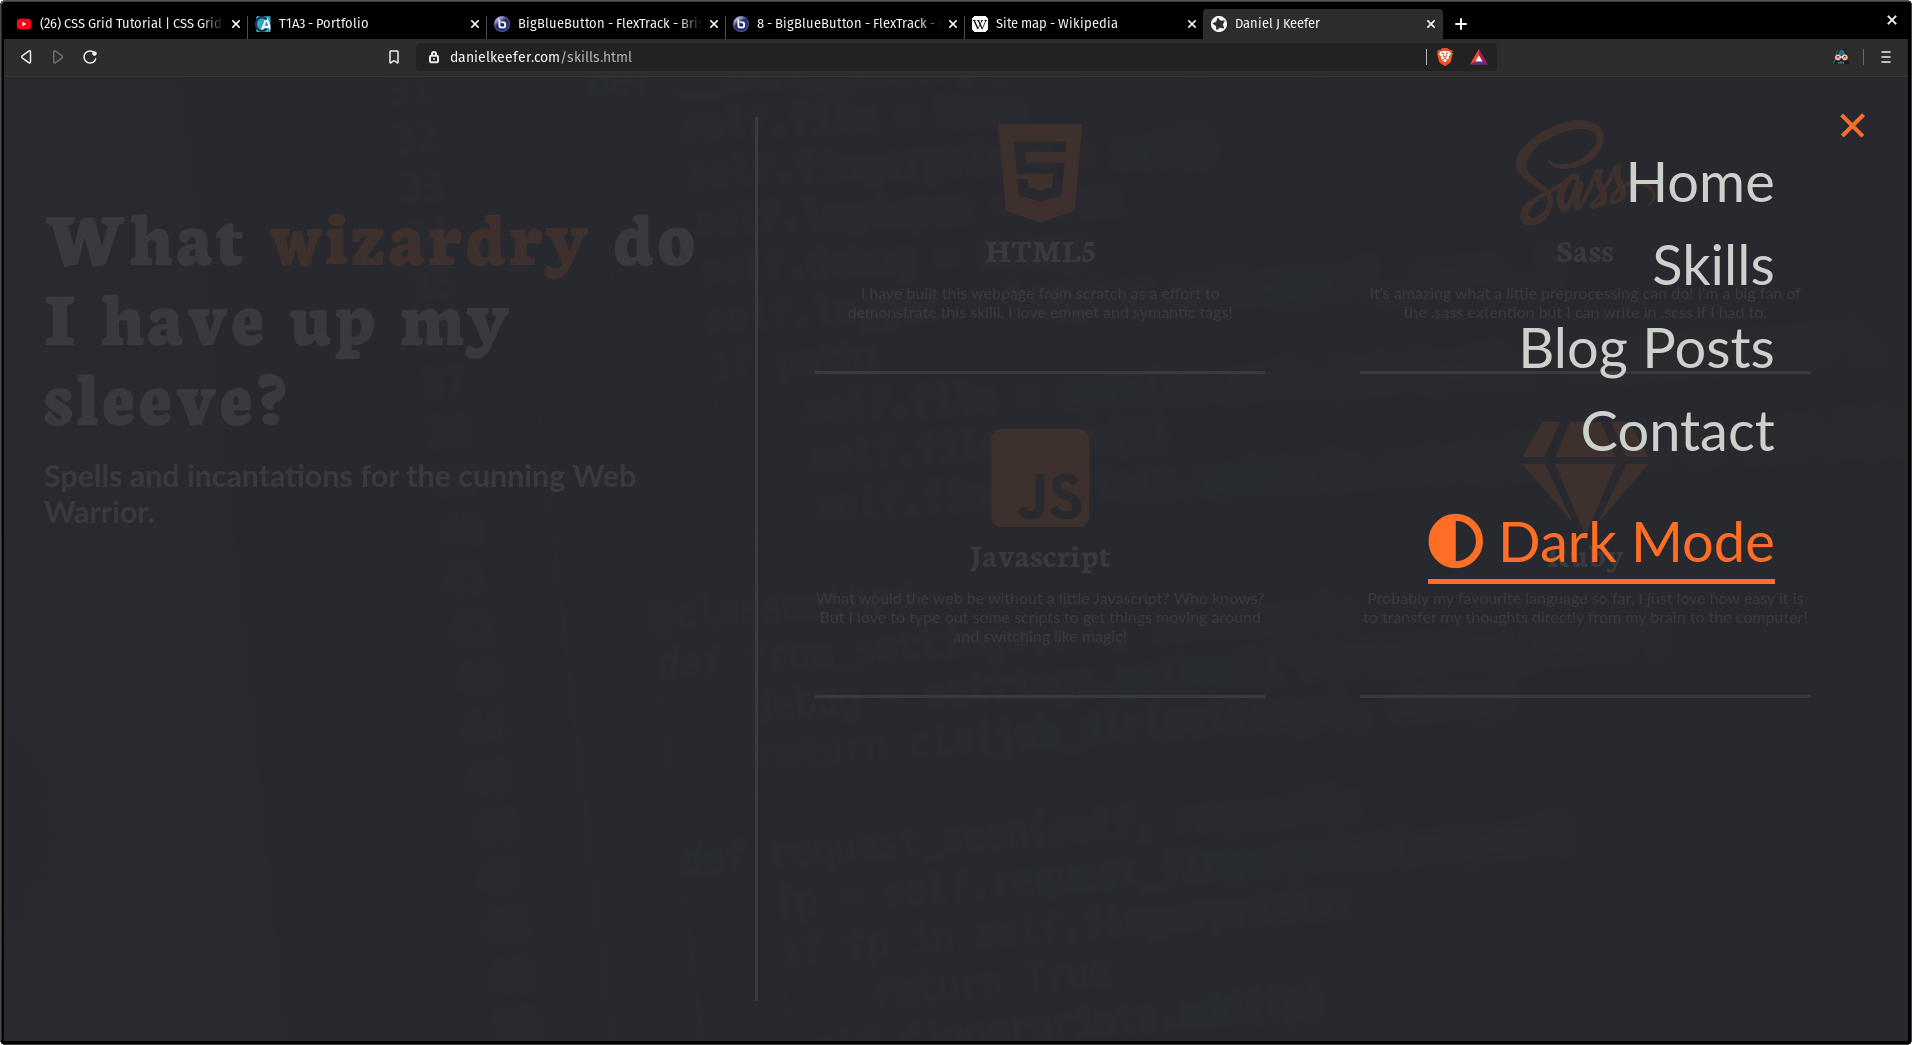 (26) CSS Grid Tutorial | CSS Grid
T1A3 - Portfolio
BigBlueButton - FlexTrack - Bri
8 - BigBlueButton - FlexTrack -
Site map - Wikipedia
Daniel J Keefer
danielkeefer.com/skills.html
Home
Skills
Blog Posts
Contact
Dark Mode
What wizardry do
I have up my
sleeve?
Spells and incantations for the cunning Web
Warrior.
HTML5
I have built this webpage from scratch as a effort to
demonstrate this skilll. I love emmet and symantic tags!
Sass
It's amazing what a little preprocessing can do! I'm a big fan of
the .sass extention but I can write in .scss if I had to.
JS
Javascript
What would the web be without a little Javascript? Who knows?
But I love to type out some scripts to get things moving around
and switching like magic!
Ruby
Probably my favourite language so far, I just love how easy it is
to transfer my thoughts directly from my brain to the computer!